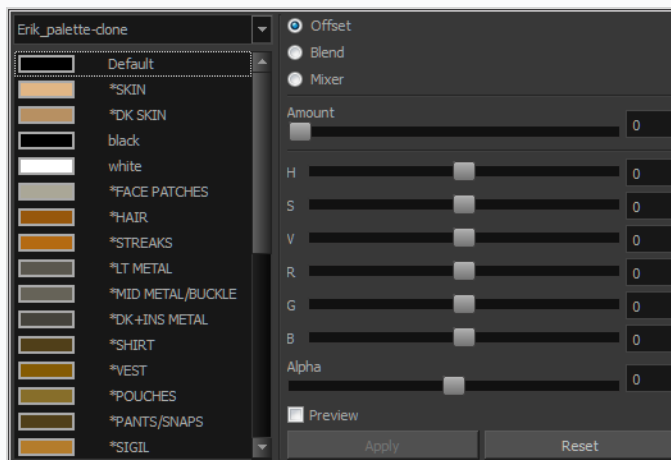 Erik_palette-clone
Default
*SKIN
*DK SKIN
black
white
*FACE PATCHES
*HAIR
*STREAKS
*LT METAL
*MID METAL/BUCKLE
*DK+INS METAL
*SHIRT
*VEST
*POUCHES
*PANTS/SNAPS
*SIGIL
Offset
Blend
Mixer
Amount
0
H 0
S 0
V 0
R 0
G 0
B 0
Alpha
0
Preview
Apply Reset